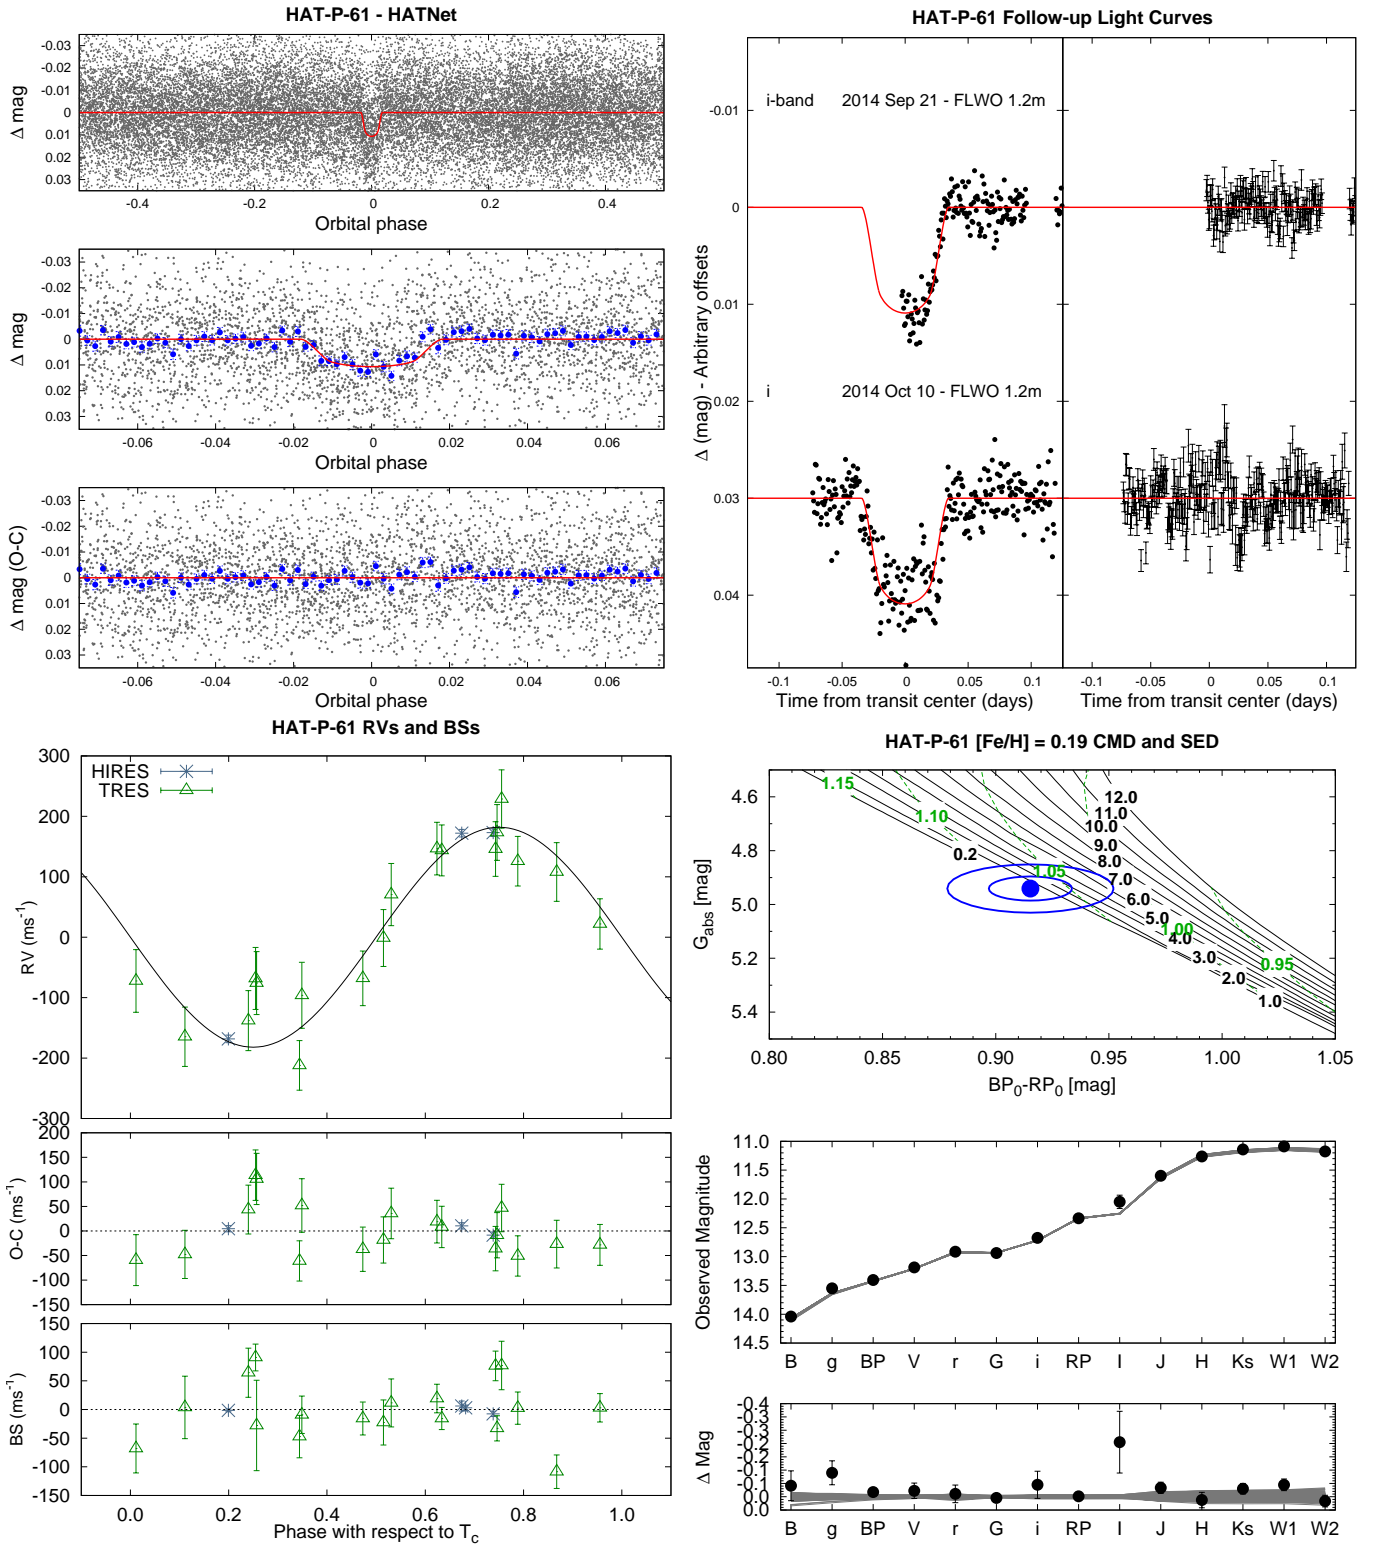 HAT-P-61 - HATNet
-0.03
-0.02
-0.01
0
0.01
0.02
0.03
Δ mag
-0.4 -0.2 0 0.2 0.4
Orbital phase
-0.03
-0.02
-0.01
0
0.01
0.02
0.03
Δ mag
-0.06 -0.04 -0.02 0 0.02 0.04 0.06
Orbital phase
-0.03
-0.02
-0.01
0
0.01
0.02
0.03
Δ mag (O-C)
-0.06 -0.04 -0.02 0 0.02 0.04 0.06
Orbital phase
HAT-P-61 Follow-up Light Curves
i-band 2014 Sep 21 - FLWO 1.2m
i 2014 Oct 10 - FLWO 1.2m
-0.01
0
0.01
0.02
0.03
0.04
Δ (mag) - Arbitrary offsets
-0.1 -0.05 0 0.05 0.1 -0.1 -0.05 0 0.05 0.1
Time from transit center (days) Time from transit center (days)
HAT-P-61 RVs and BSs
HIRES
TRES
300
200
100
0
-100
-200
-300
RV (ms-1)
200
150
100
50
0
-50
-100
-150
O-C (ms-1)
150
100
50
0
-50
-100
-150
BS (ms-1)
0.0 0.2 0.4 0.6 0.8 1.0
Phase with respect to Tc
HAT-P-61 [Fe/H] = 0.19 CMD and SED
4.6
4.8
5.0
5.2
5.4
Gabs [mag]
1.15
1.10
1.05
1.00
0.95
12.0
11.0
10.0
9.0
8.0
7.0
6.0
5.0
4.0
3.0
2.0
1.0
0.2
0.80 0.85 0.90 0.95 1.00 1.05
BP0-RP0 [mag]
11.0
11.5
12.0
12.5
13.0
13.5
14.0
14.5
Observed Magnitude
B g BP V r G i RP I J H Ks W1 W2
-0.4
-0.3
-0.2
-0.1
0.0
0.0
Δ Mag
B g BP V r G i RP I J H Ks W1 W2